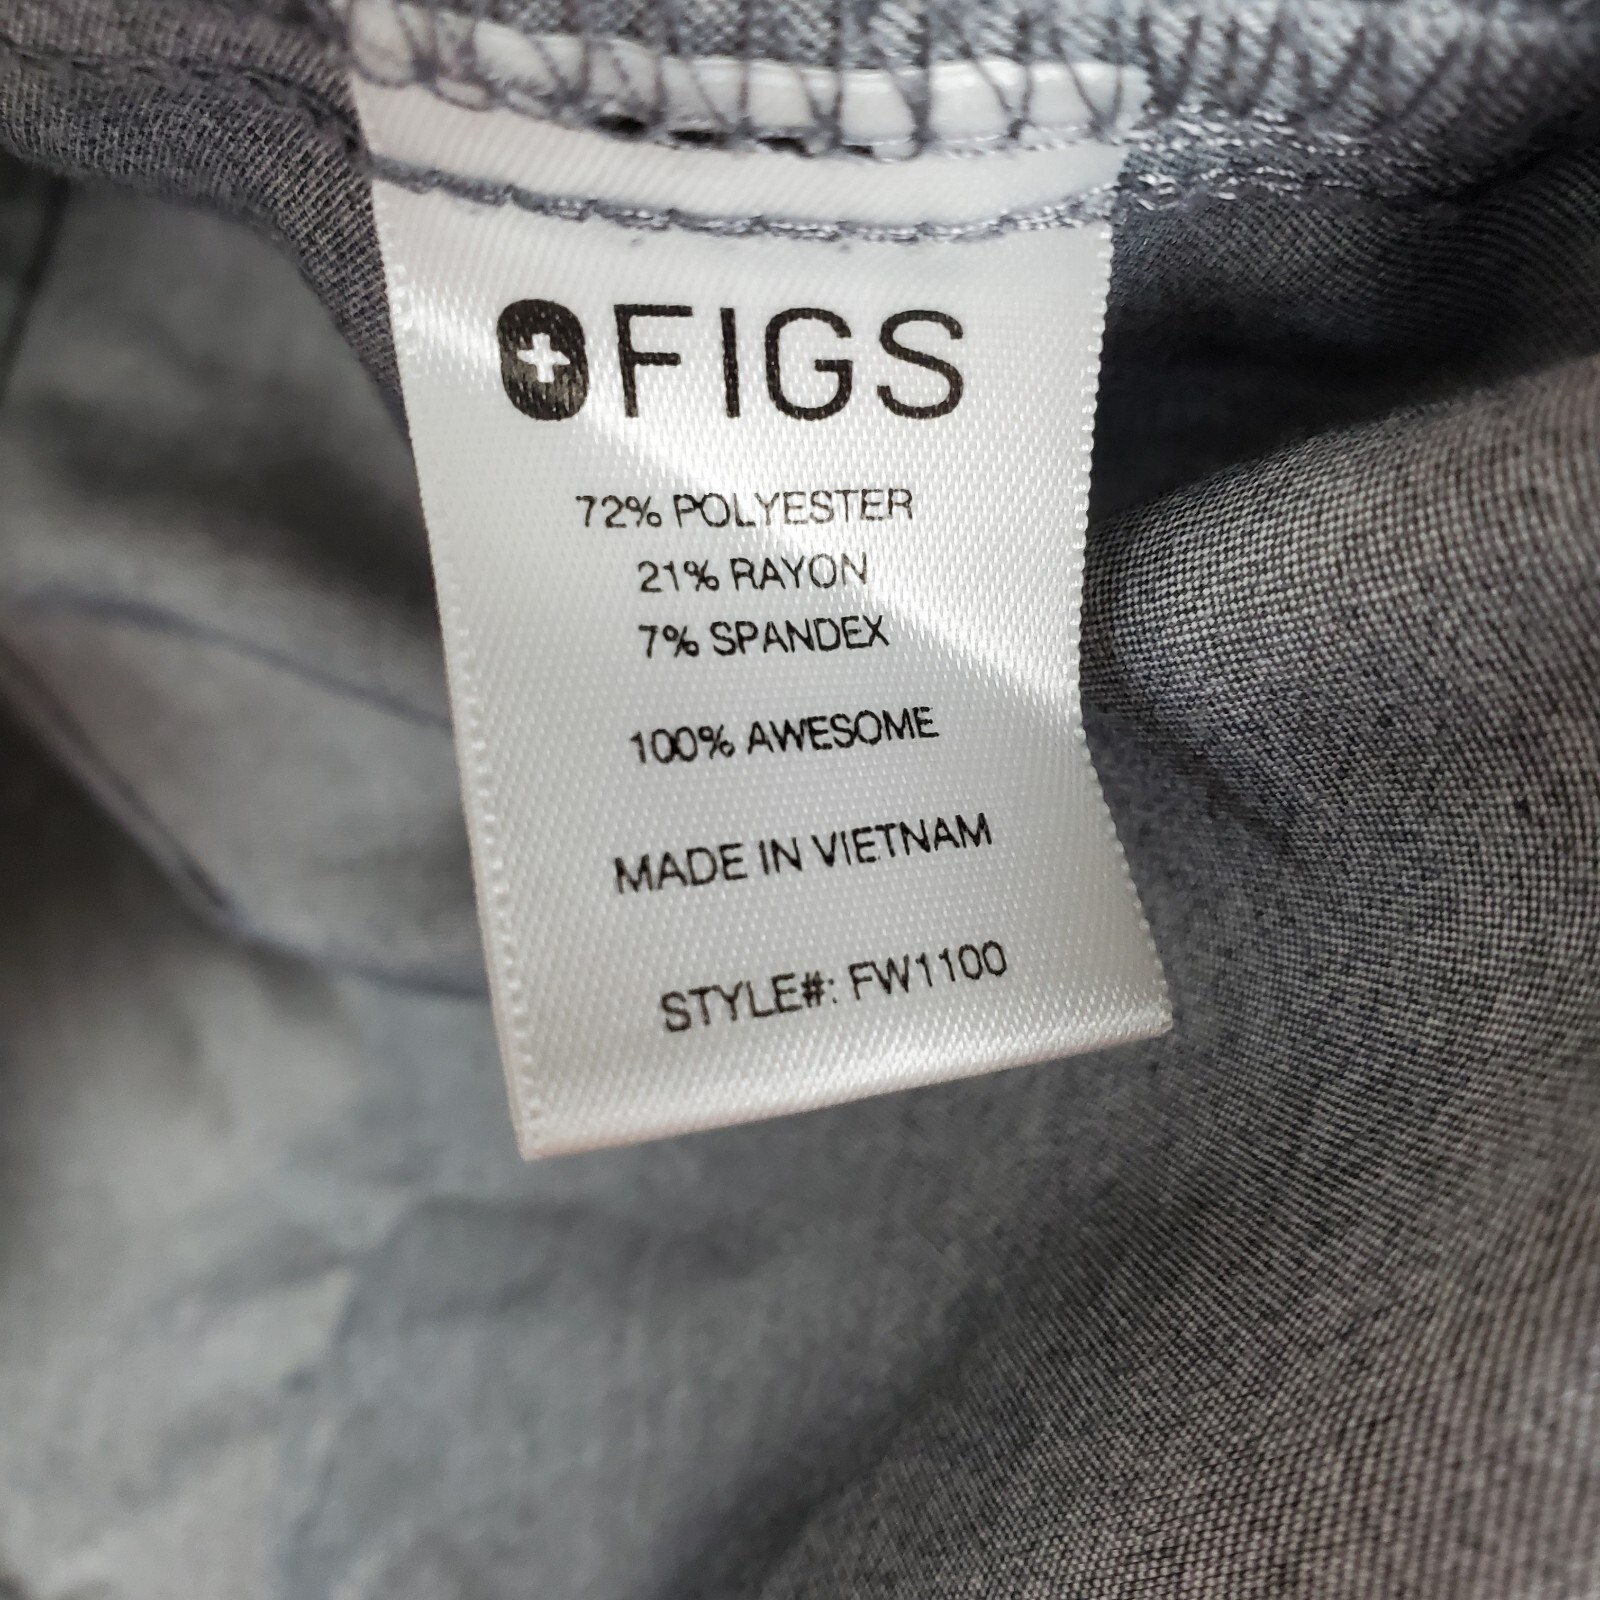 FIGS
72% POLYESTER
21% RAYON
7% SPANDEX
100% AWESOME
MADE IN VIETNAM
STYLE#: FW1100